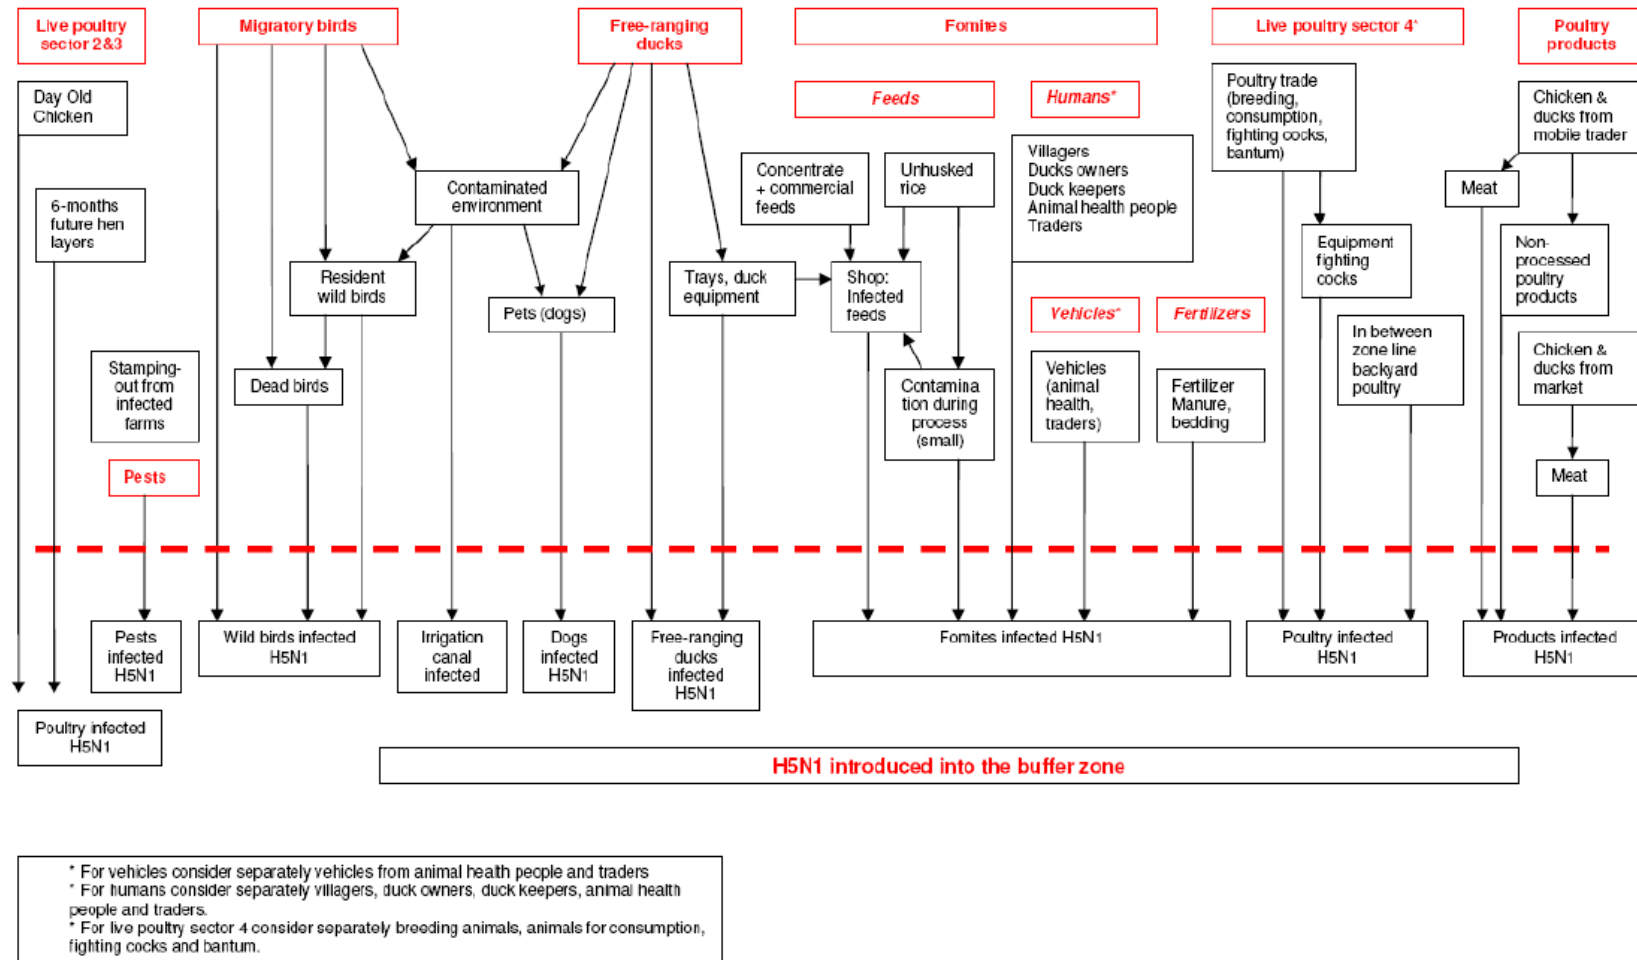 Live poultry
sector 2&3
Migratory birds
Free-ranging
ducks
Fomites
Live poultry sector 4*
Poultry
products
Day Old
Chicken
Feeds
Humans*
Poultry trade
(breeding,
consumption,
fighting cocks,
bantum)
Chicken &
ducks from
mobile trader
6-months
future hen
layers
Contaminated
environment
Concentrate
+ commercial
feeds
Unhusked
rice
Villagers
Ducks owners
Duck keepers
Animal health people
Traders
Meat
Resident
wild birds
Pets (dogs)
Trays, duck
equipment
Shop:
Infected
feeds
Equipment
fighting
cocks
Non-
processed
poultry
products
Vehicles*
Fertilizers
Stamping-
out from
infected
farms
Dead birds
Contamina
tion during
process
(small)
Vehicles
(animal
health,
traders)
Fertilizer
Manure,
bedding
In between
zone line
backyard
poultry
Chicken &
ducks from
market
Pests
Meat
Pests
infected
H5N1
Wild birds infected
H5N1
Irrigation
canal
infected
Dogs
infected
H5N1
Free-ranging
ducks
infected
H5N1
Fomites infected H5N1
Poultry infected
H5N1
Products infected
H5N1
Poultry infected
H5N1
H5N1 introduced into the buffer zone
* For vehicles consider separately vehicles from animal health people and traders
* For humans consider separately villagers, duck owners, duck keepers, animal health
people and traders.
* For live poultry sector 4 consider separately breeding animals, animals for consumption,
fighting cocks and bantum.